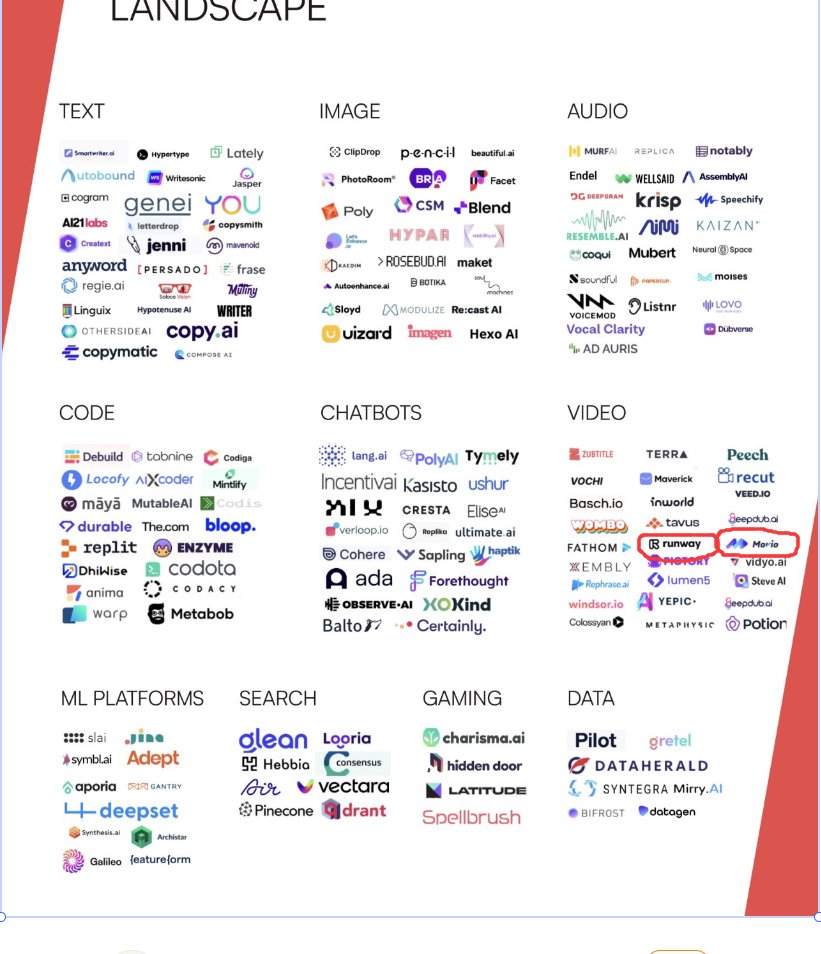 LANDSCAPE
TEXT
Smartwriter.ai Hypertype Lately
Autobound Writesonic Jasper
cogram genei YOU
AI21labs letterdrop copysmith
Creatext jenni mavenoid
anyword [PERSADO] frase
regie.ai Solace Vision Mutiny
Linguix Hypotenuse AI WRITER
OTHERSIDEAI copy.ai
copymatic COMPOSE AI
IMAGE
ClipDrop p·e·n·c·i·l beautiful.ai
PhotoRoom BRIA Facet
Poly CSM Blend
Let's Enhance .io HYPAR stability.ai
KAEDIM ROSEBUD.AI maket
Autoenhance.ai BOTIKA soul machines
Sloyd MODULIZE Re:cast AI
uizard imagen Hexo AI
AUDIO
MURFAI REPLICA notably
Endel WELLSAID AssemblyAI
DEEPGRAM krisp Speechify
RESEMBLE.AI AiMi KAIZAN
coqui Mubert Neural Space
soundful PAPERCUP moises
VOICEMOD Listnr LOVO
Vocal Clarity Dubverse
AD AURIS
CODE
Debuild tabnine Codiga
Locofy AIXcoder Mintlify
māyā MutableAI Codis
durable The.com bloop.
replit ENZYME
DhiWise codota
anima CODACY
warp Metabob
CHATBOTS
lang.ai PolyAI Tymely
Incentivai Kasisto ushur
XIX CRESTA Elise AI
verloop.io Replika ultimate.ai
Cohere Sapling haptik
ada Forethought
OBSERVE·AI XOKind
Balto Certainly.
VIDEO
ZUBTITLE TERRA Peech
VOCHI Maverick recut
Basch.io inworld VEED.IO
WOMBO tavus deepdub.ai
FATHOM runway
XEMBLY PICTORY vidyo.ai
Rephrase.ai lumen5 Steve AI
windsor.io YEPIC· deepdub.ai
Colossyan METAPHYSIC Potion
ML PLATFORMS
slai Jina
symbl.ai Adept
aporia GANTRY
deepset
Synthesis.ai Archistar
Galileo {eature{orm
SEARCH
glean Looria
Hebbia consensus
Air vectara
Pinecone qdrant
GAMING
charisma.ai
hidden door
LATITUDE
Spellbrush
DATA
Pilot gretel
DATAHERALD
SYNTEGRA Mirry.AI
BIFROST datagen